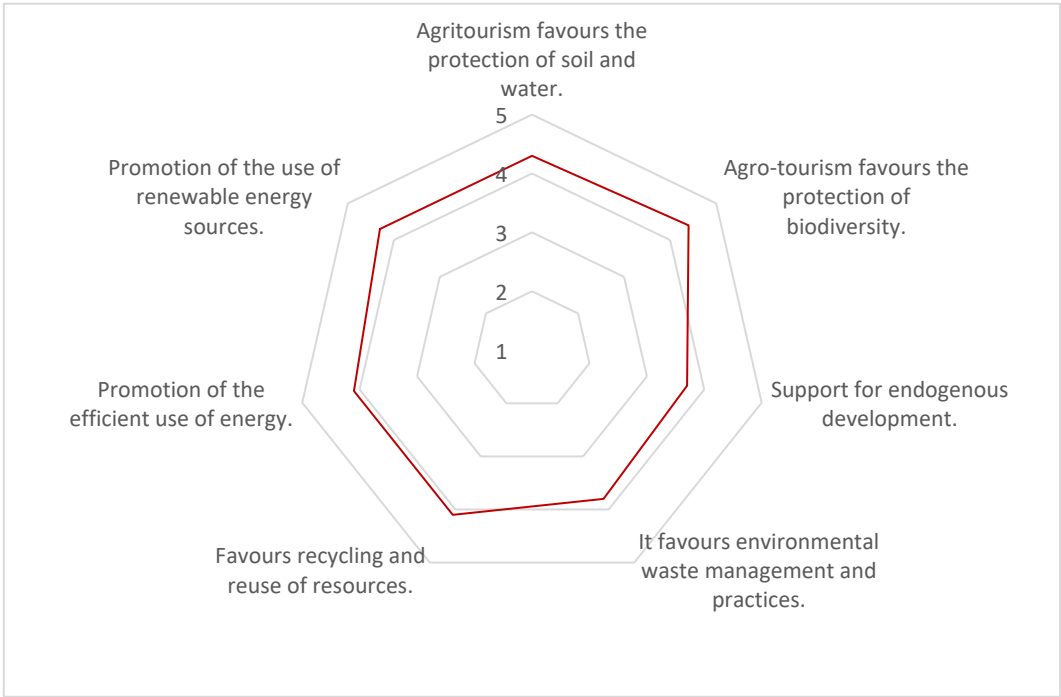 Agritourism favours the
protection of soil and
water.
5
4
3
2
1
Agro-tourism favours the
protection of
biodiversity.
Support for endogenous
development.
It favours environmental
waste management and
practices.
Favours recycling and
reuse of resources.
Promotion of the
efficient use of energy.
Promotion of the use of
renewable energy
sources.